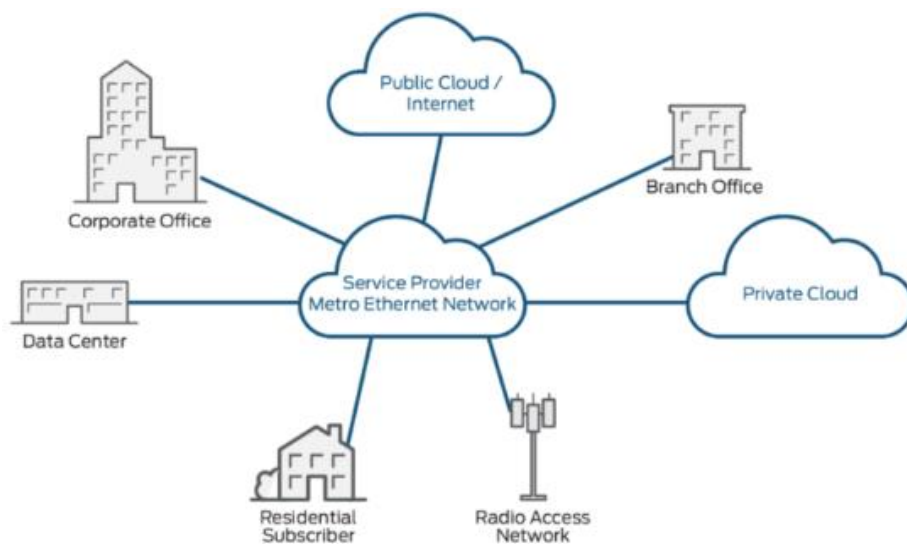 Public Cloud /
Internet
Corporate Office
Branch Office
Service Provider
Metro Ethernet Network
Private Cloud
Data Center
Residential
Subscriber
Radio Access
Network